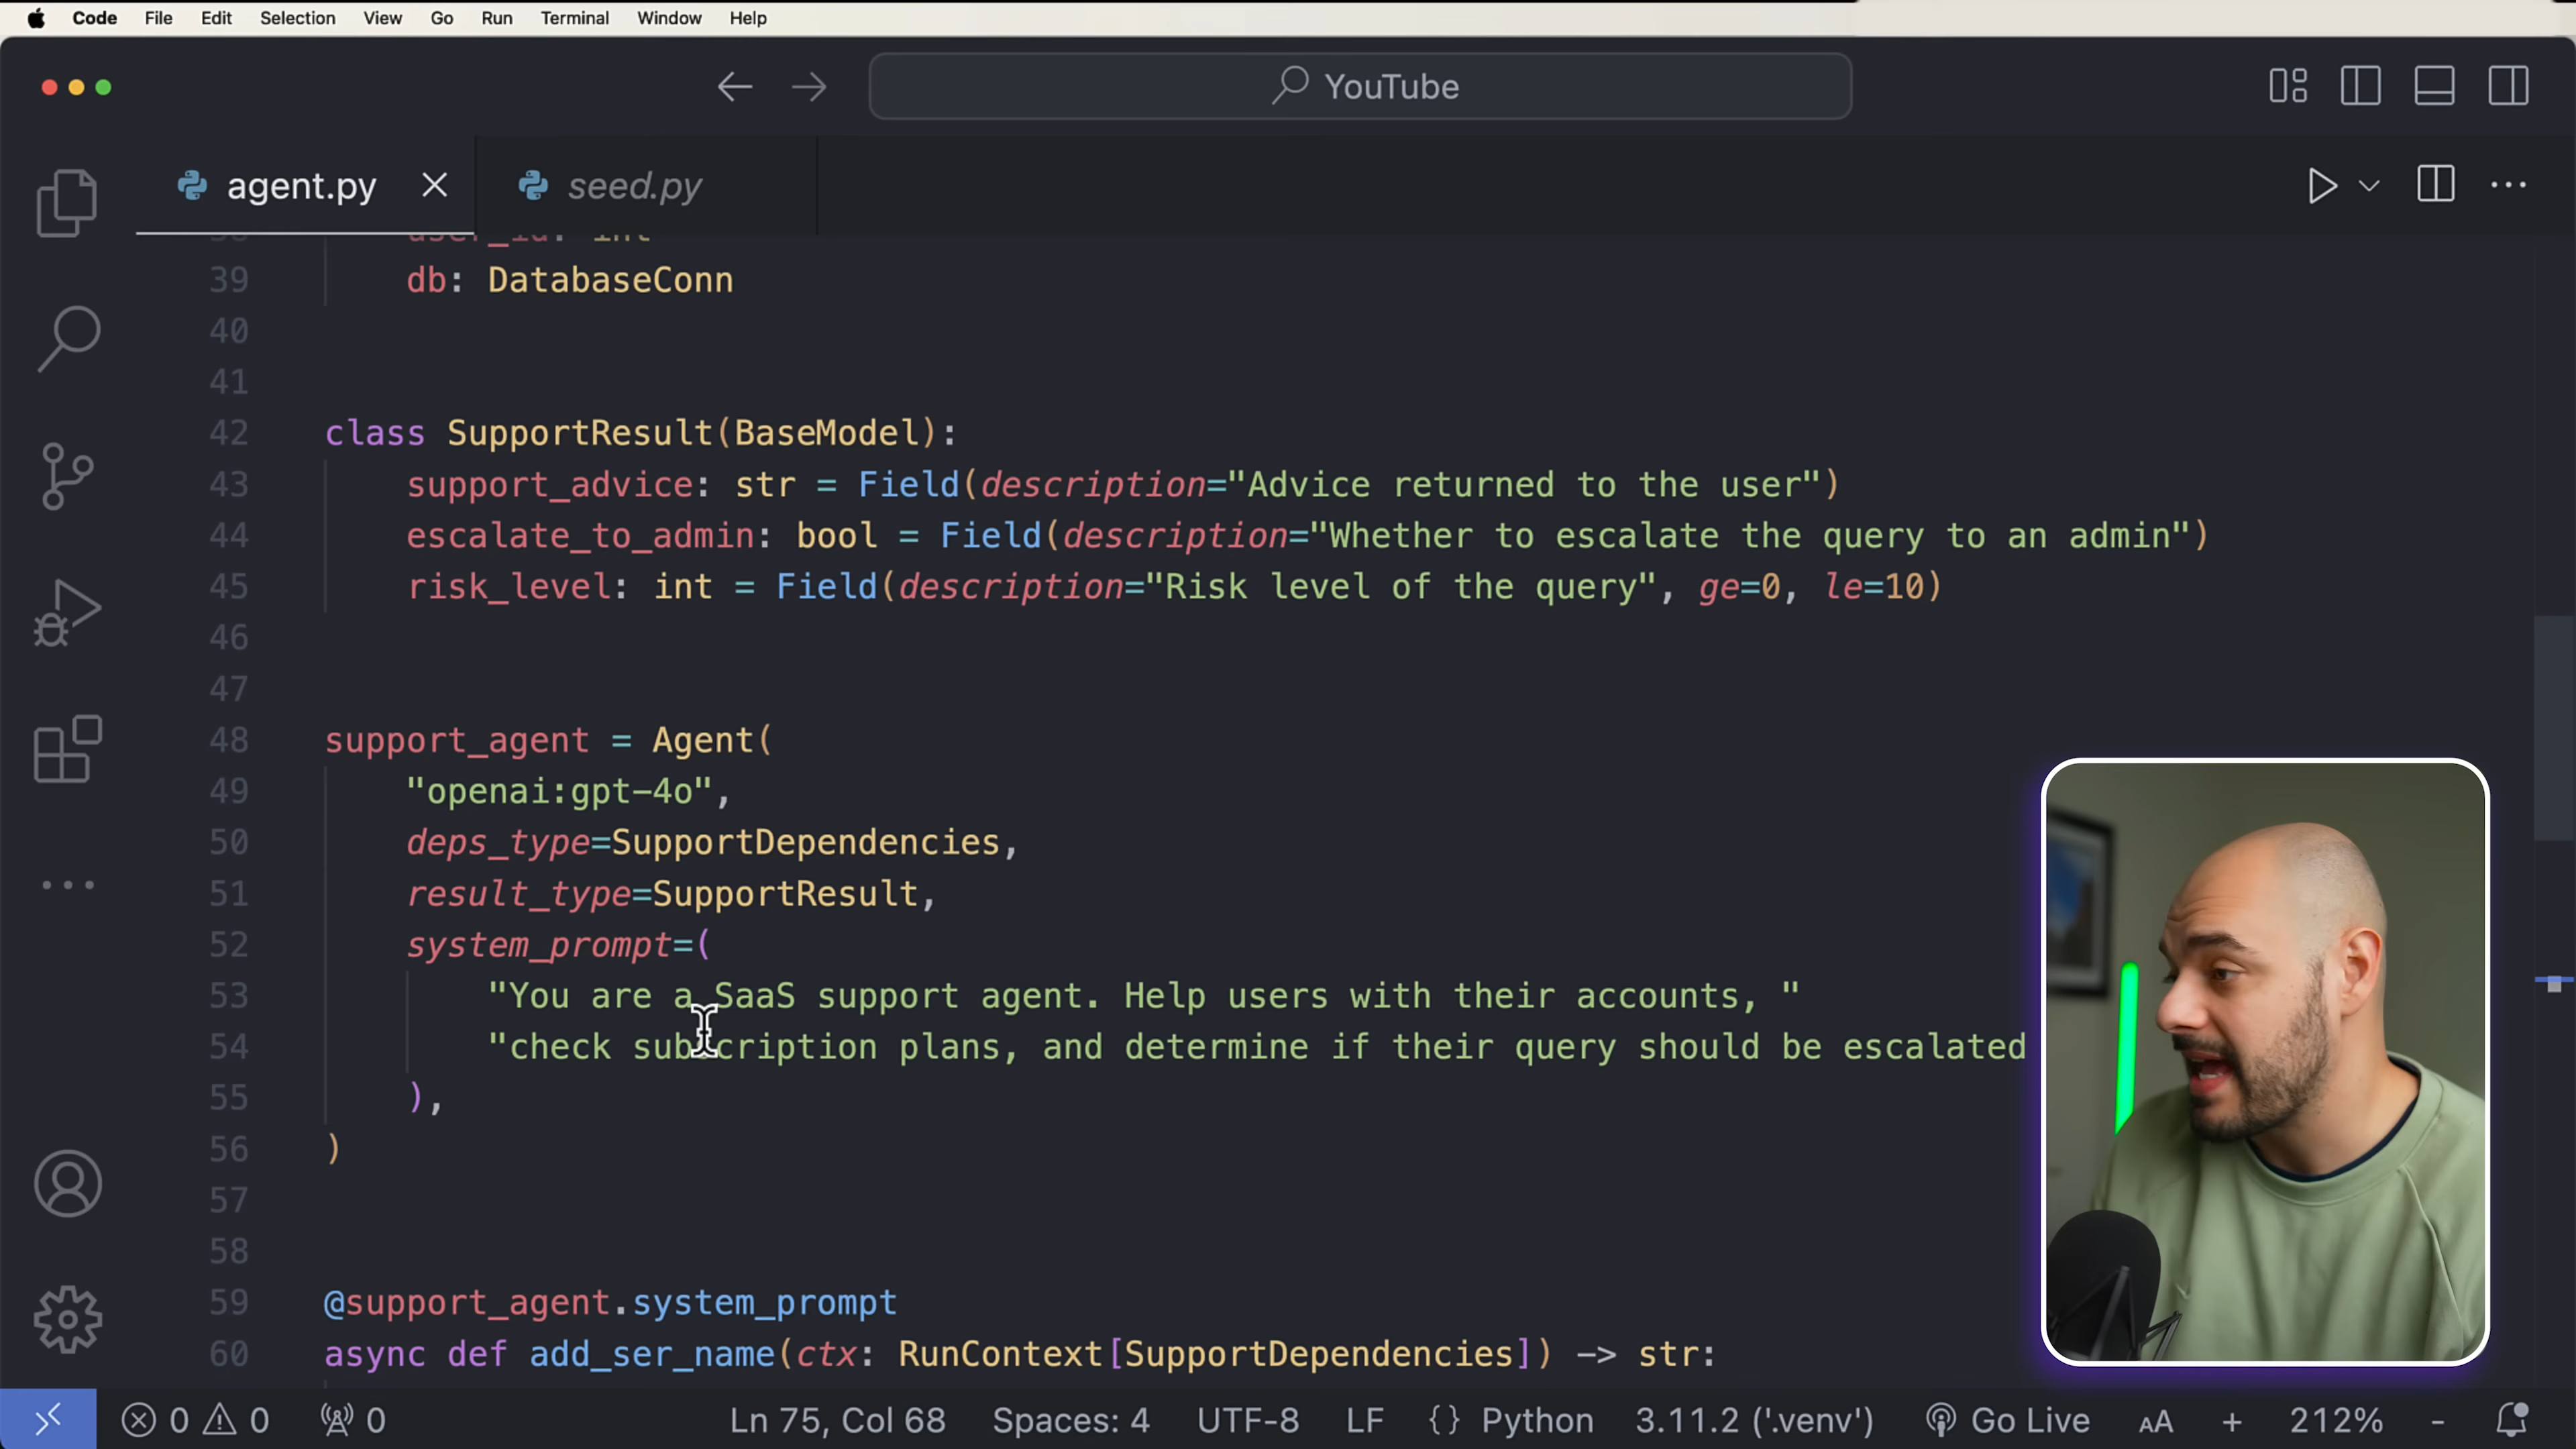 Code File Edit Selection View Go Run Terminal Window Help
YouTube
agent.py seed.py
39 db: DatabaseConn
40
41
42 class SupportResult(BaseModel):
43 support_advice: str = Field(description="Advice returned to the user")
44 escalate_to_admin: bool = Field(description="Whether to escalate the query to an admin")
45 risk_level: int = Field(description="Risk level of the query", ge=0, le=10)
46
47
48 support_agent = Agent(
49 "openai:gpt-4o",
50 deps_type=SupportDependencies,
51 result_type=SupportResult,
52 system_prompt=(
53 "You are a SaaS support agent. Help users with their accounts, "
54 "check subscription plans, and determine if their query should be escalated
55 ),
56 )
57
58
59 @support_agent.system_prompt
60 async def add_ser_name(ctx: RunContext[SupportDependencies]) -> str:
0 0 0 Ln 75, Col 68 Spaces: 4 UTF-8 LF {} Python 3.11.2 ('.venv') Go Live AA + 212% -